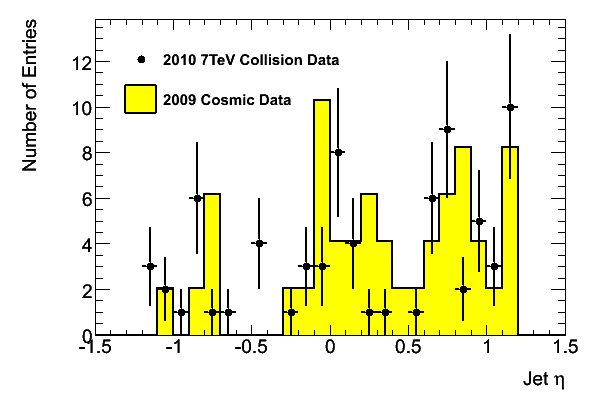 Number of Entries
2010 7TeV Collision Data
2009 Cosmic Data
12
10
8
6
4
2
0
-1.5 -1 -0.5 0 0.5 1 1.5
Jet η